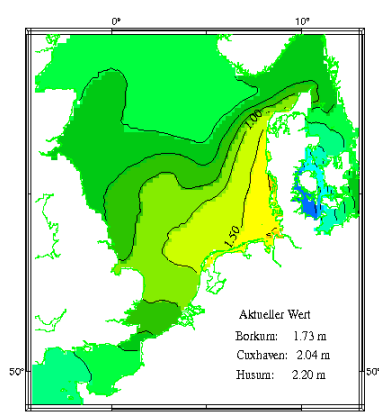 0° 10°
1.00
1.50
Aktueller Wert
Borkum: 1.73 m
Cuxhaven: 2.04 m
Husum: 2.20 m
50° 50°